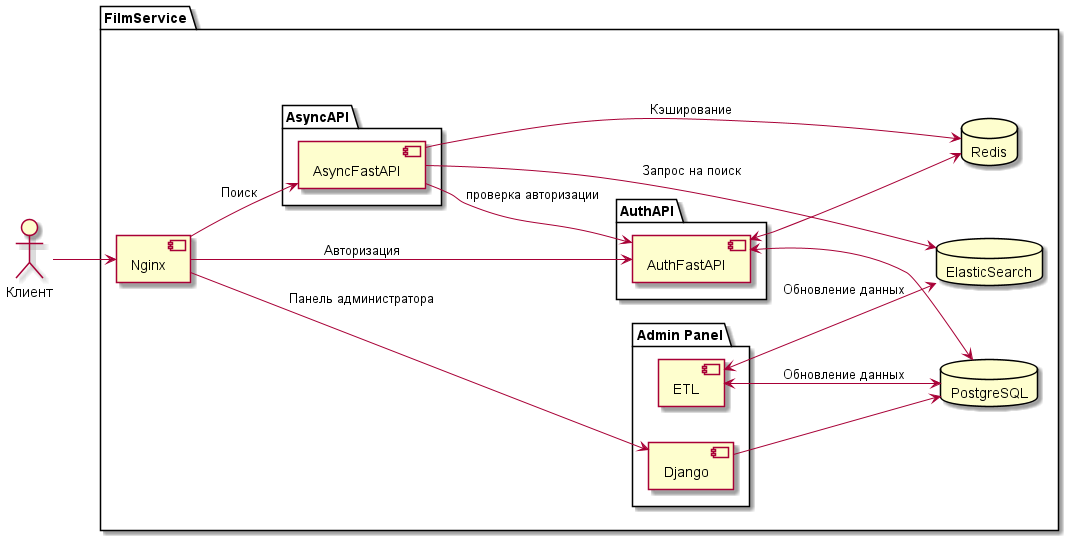 FilmService
AsyncAPI
AsyncFastAPI
Кэширование
Redis
Запрос на поиск
Поиск
проверка авторизации
AuthAPI
AuthFastAPI
Авторизация
Nginx
Клиент
ElasticSearch
Обновление данных
Панель администратора
Admin Panel
ETL
Обновление данных
PostgreSQL
Django